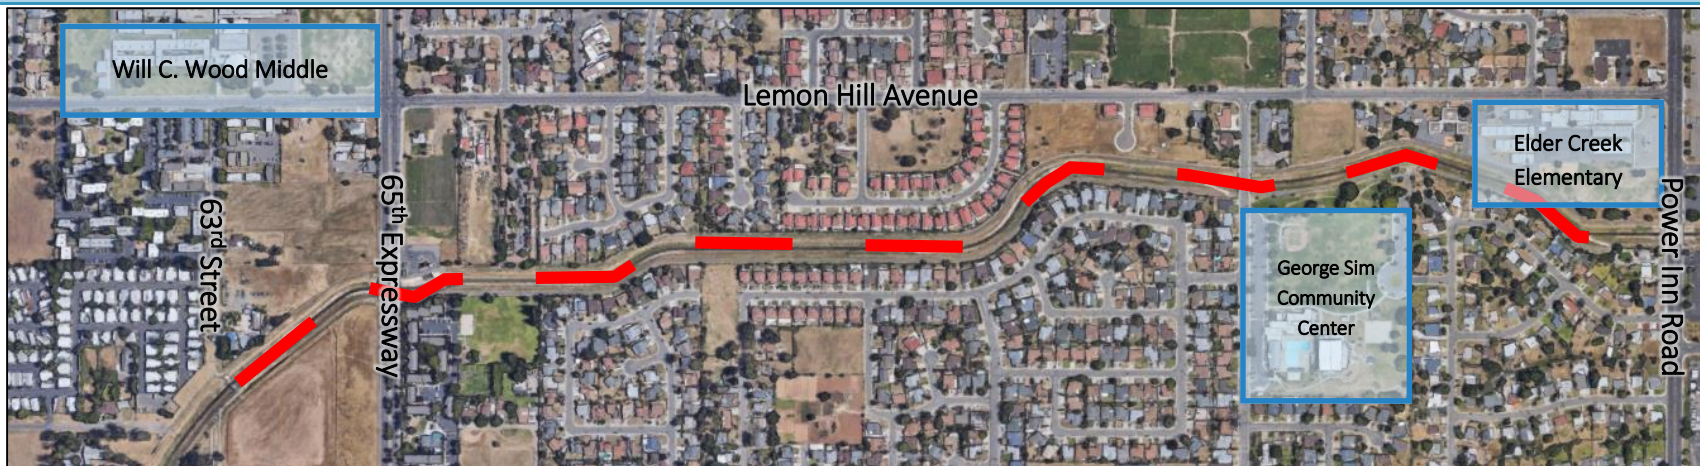 Will C. Wood Middle
Lemon Hill Avenue
Elder Creek
Elementary
63rd Street
65th Expressway
George Sim
Community
Center
Power Inn Road